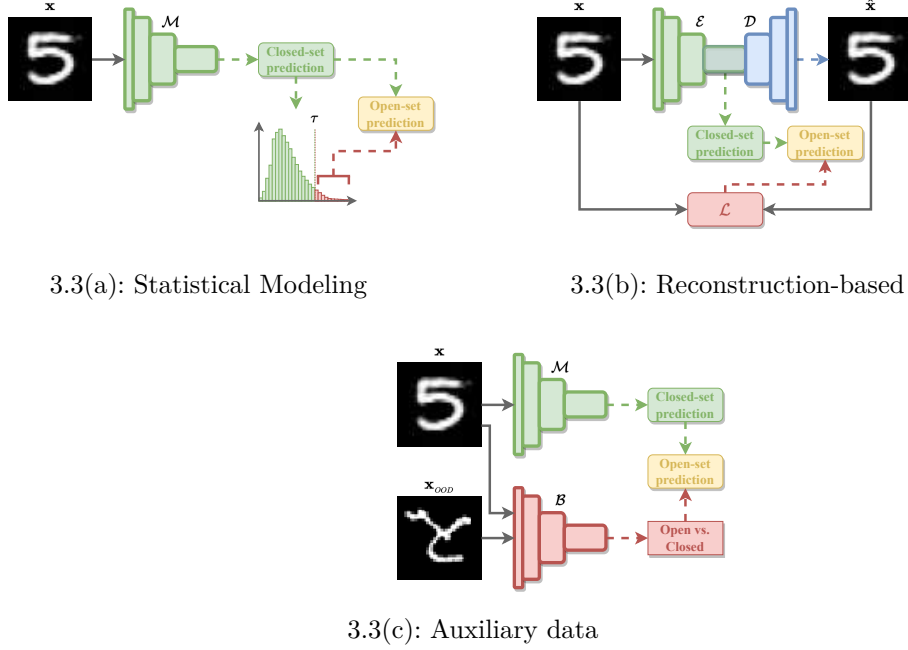 x
M
Closed-set
prediction
τ
Open-set
prediction
3.3(a): Statistical Modeling
x
E
D
x̂
Closed-set
prediction
Open-set
prediction
L
3.3(b): Reconstruction-based
x
M
Closed-set
prediction
Open-set
prediction
x_OOD
B
Open vs.
Closed
3.3(c): Auxiliary data